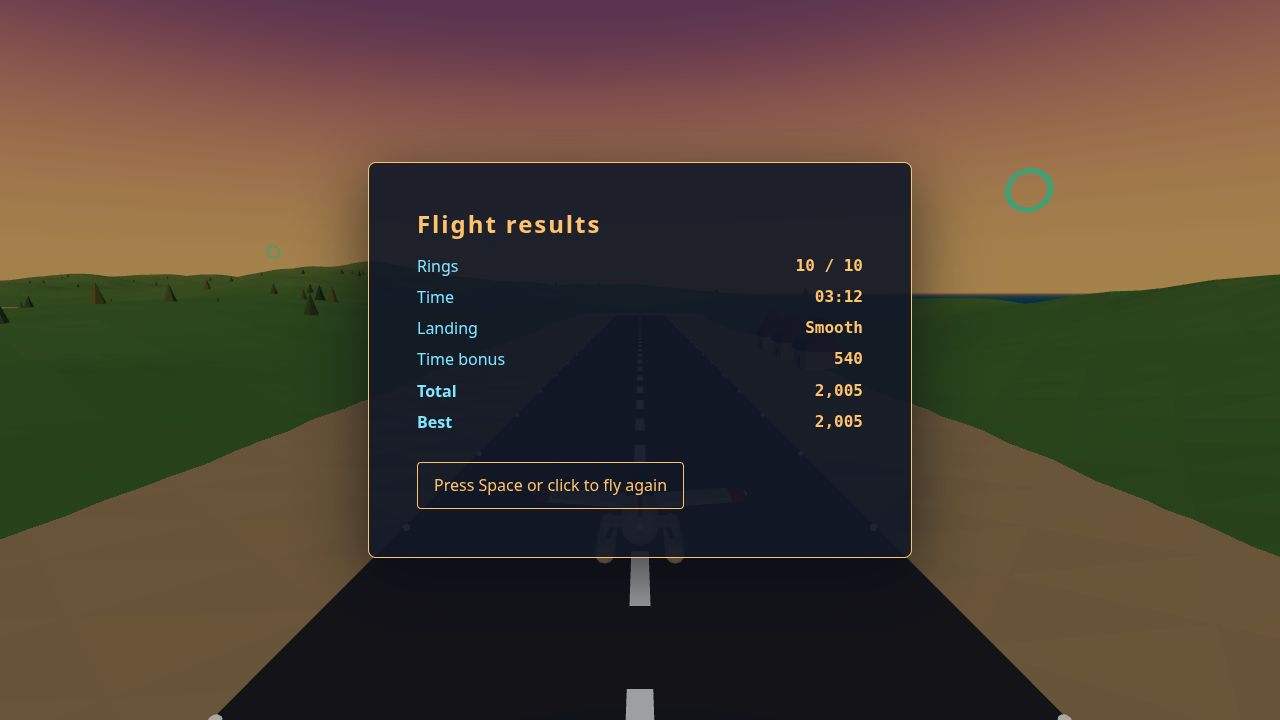 Flight results
Rings 10 / 10
Time 03:12
Landing Smooth
Time bonus 540
Total 2,005
Best 2,005
Press Space or click to fly again